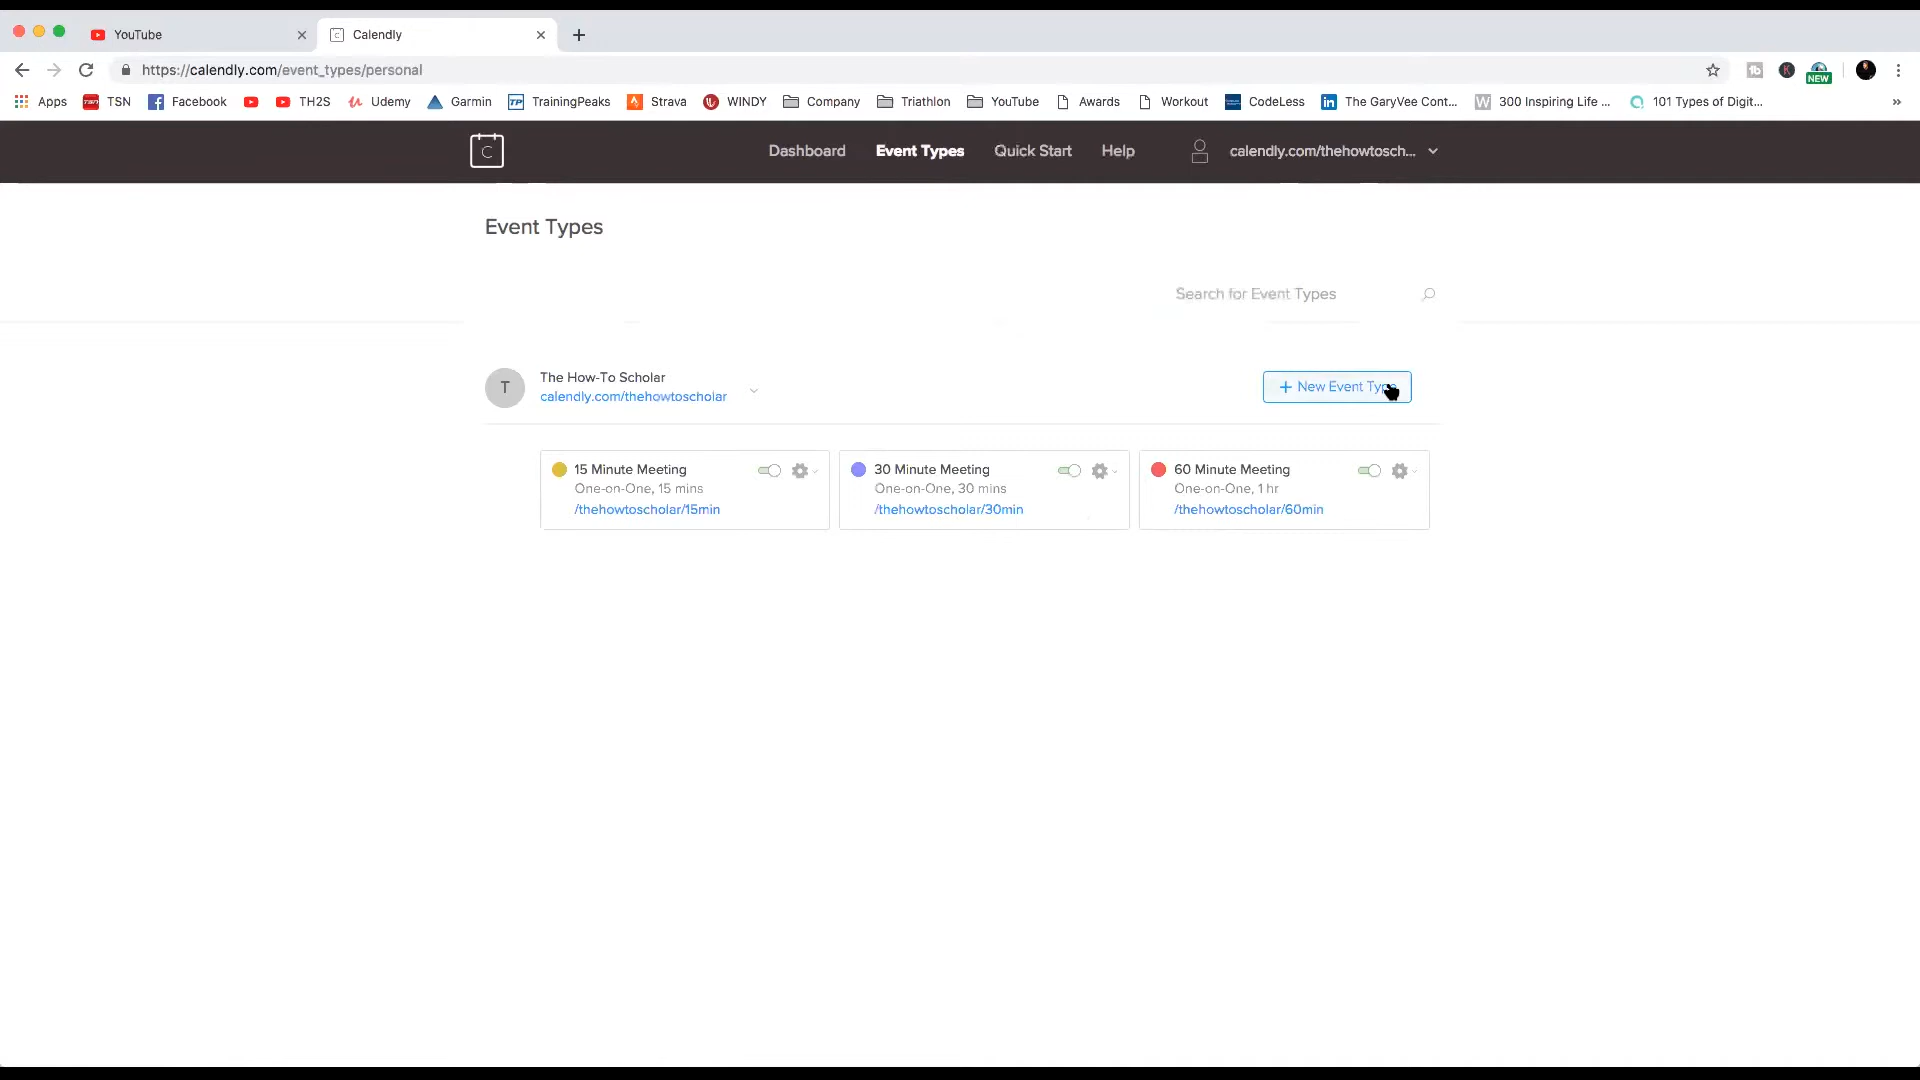 YouTube
Calendly
https://calendly.com/event_types/personal
NEW
Apps TSN Facebook TH2S Udemy Garmin TrainingPeaks Strava WINDY Company Triathlon YouTube Awards Workout CodeLess The GaryVee Cont... 300 Inspiring Life ... 101 Types of Digit... »
C Dashboard Event Types Quick Start Help calendly.com/thehowtosch...
Event Types
Search for Event Types
T
The How-To Scholar
calendly.com/thehowtoscholar
+ New Event Type
15 Minute Meeting
One-on-One, 15 mins
/thehowtoscholar/15min
30 Minute Meeting
One-on-One, 30 mins
/thehowtoscholar/30min
60 Minute Meeting
One-on-One, 1 hr
/thehowtoscholar/60min